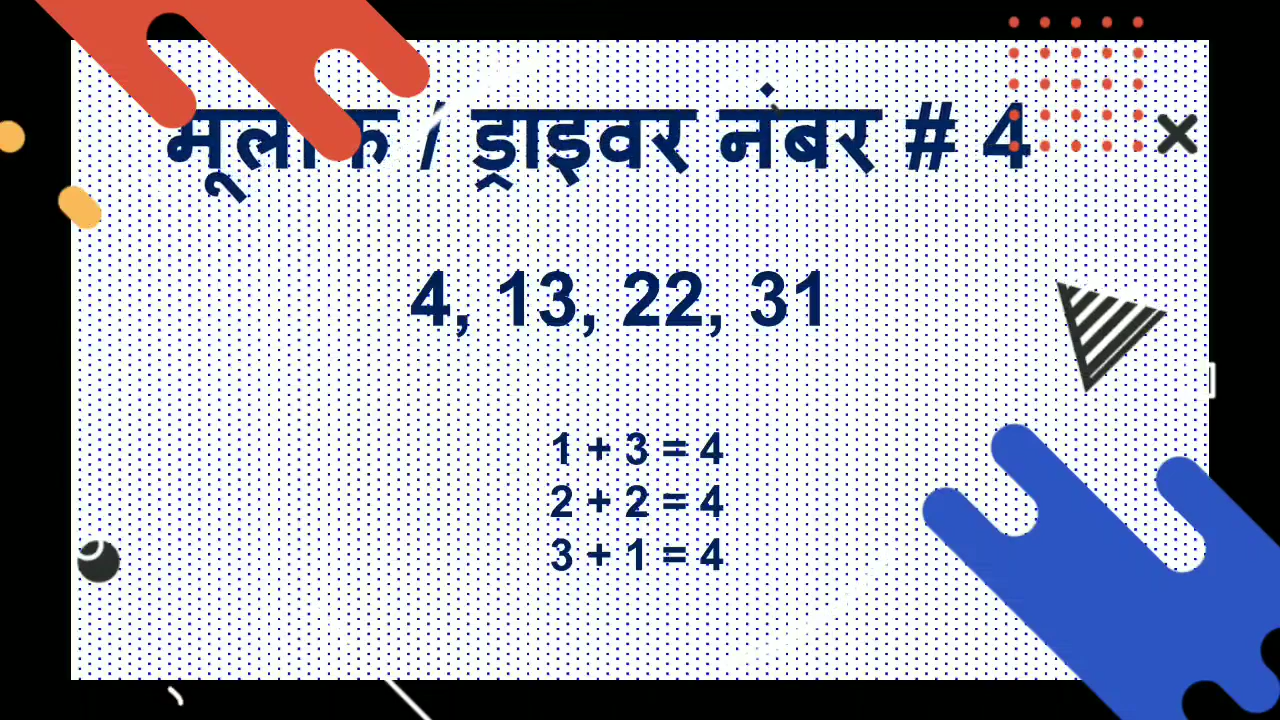 मूलांक / ड्राइवर नंबर # 4
4, 13, 22, 31
1 + 3 = 4
2 + 2 = 4
3 + 1 = 4